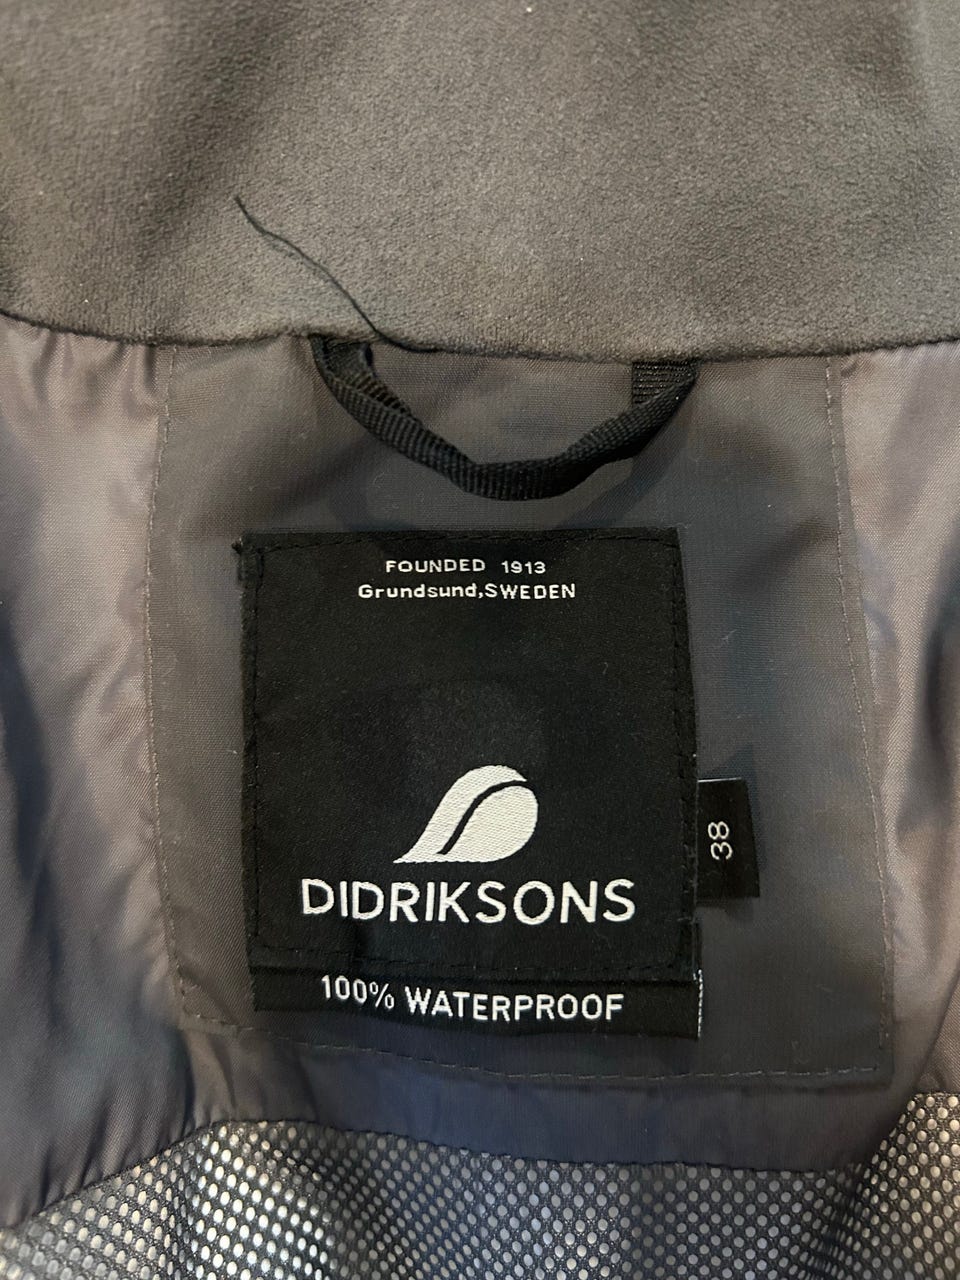 FOUNDED 1913
Grundsund,SWEDEN
DIDRIKSONS
38
100% WATERPROOF